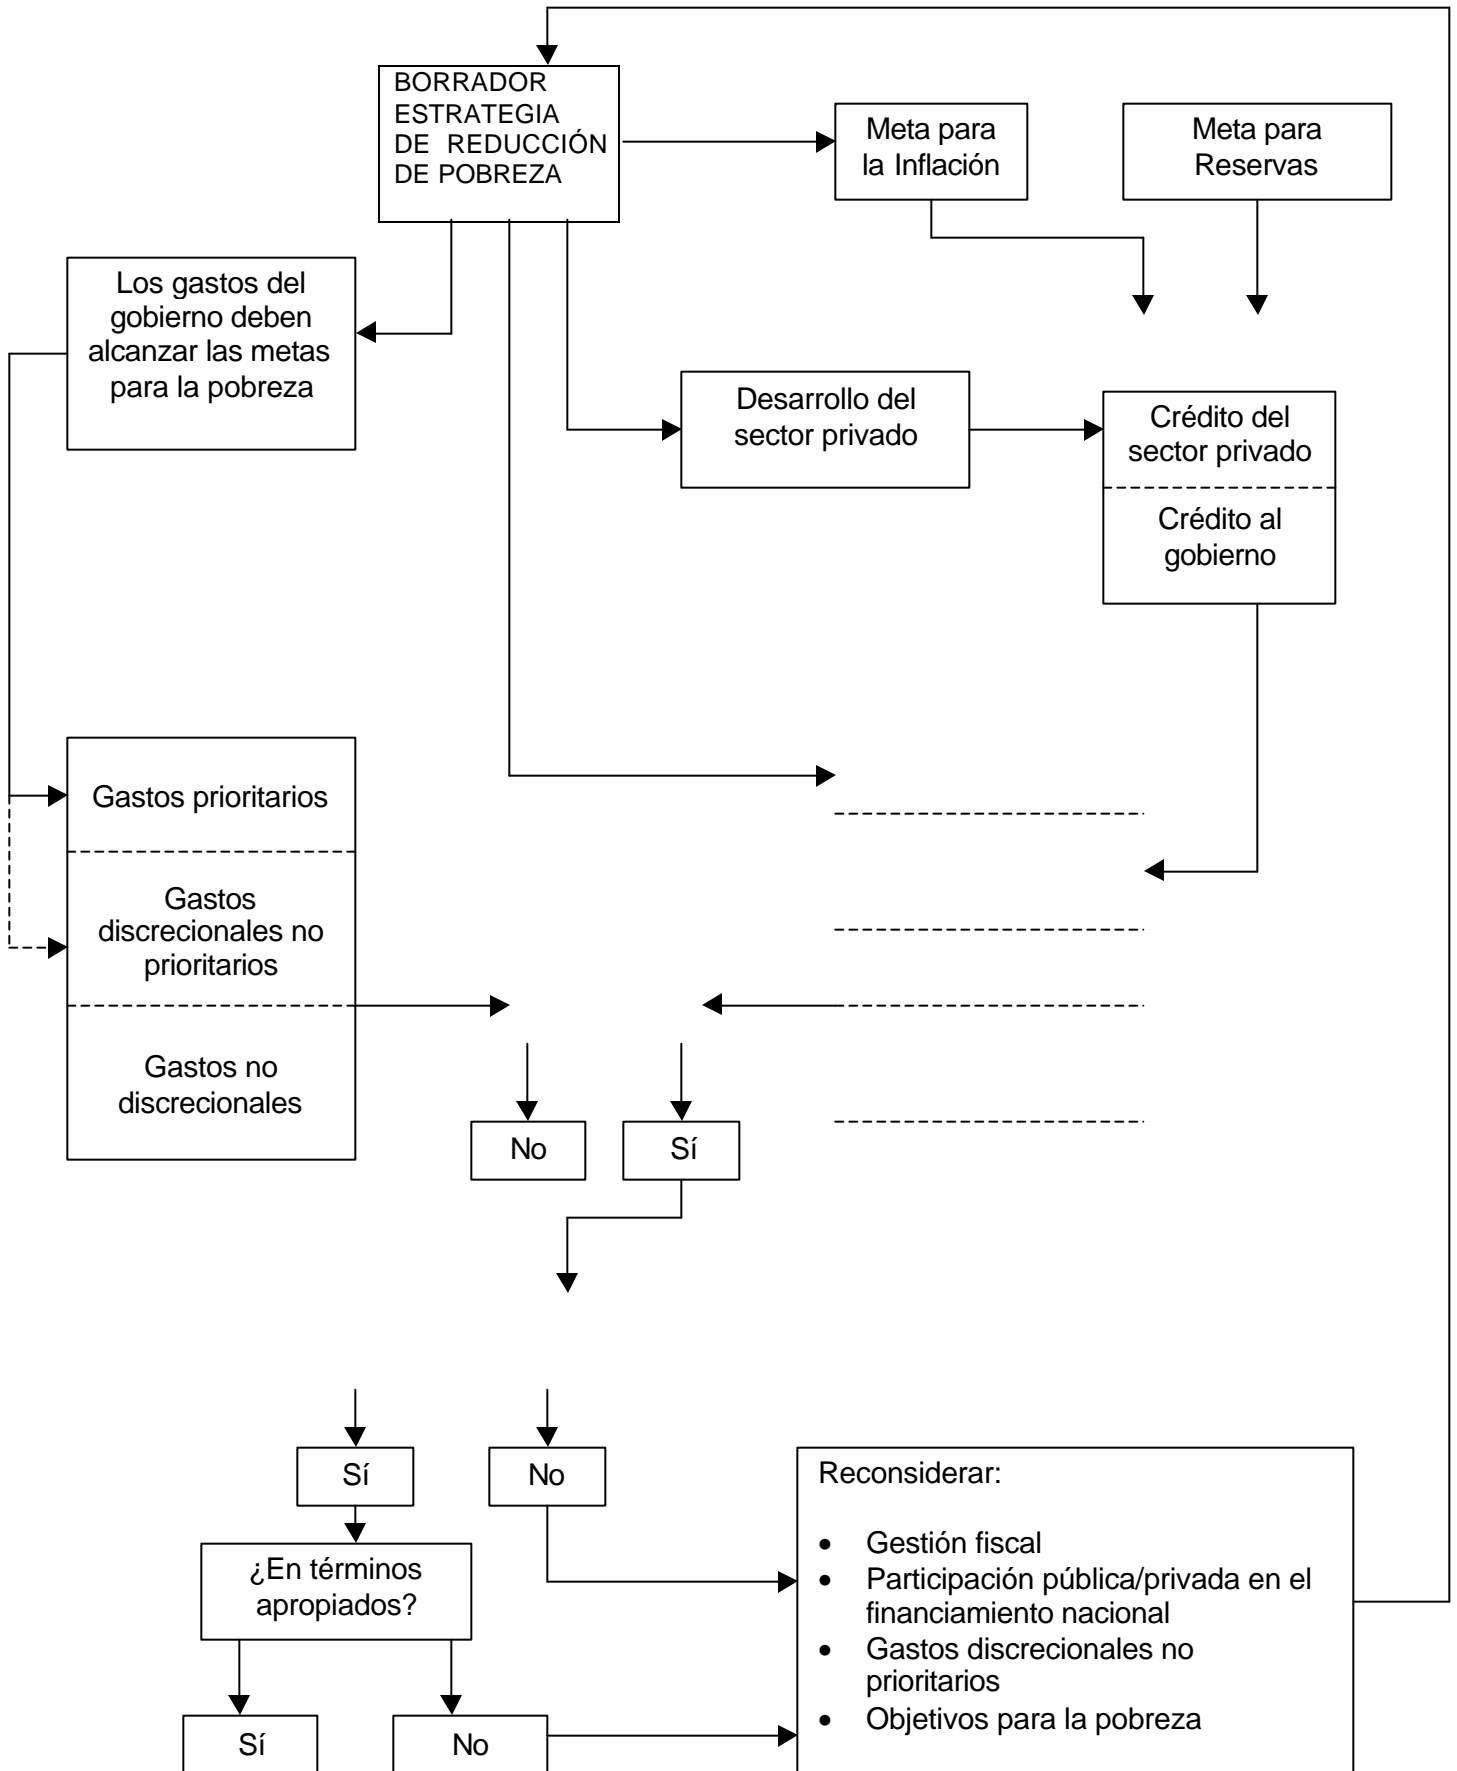 BORRADOR
ESTRATEGIA
DE REDUCCIÓN
DE POBREZA
Meta para
la Inflación
Meta para
Reservas
Los gastos del
gobierno deben
alcanzar las metas
para la pobreza
Desarrollo del
sector privado
Crédito del
sector privado
Crédito al
gobierno
Gastos prioritarios
Gastos
discrecionales no
prioritarios
Gastos no
discrecionales
No
Sí
Sí
No
¿En términos
apropiados?
Sí
No
Reconsiderar:
• Gestión fiscal
• Participación pública/privada en el
financiamiento nacional
• Gastos discrecionales no
prioritarios
• Objetivos para la pobreza